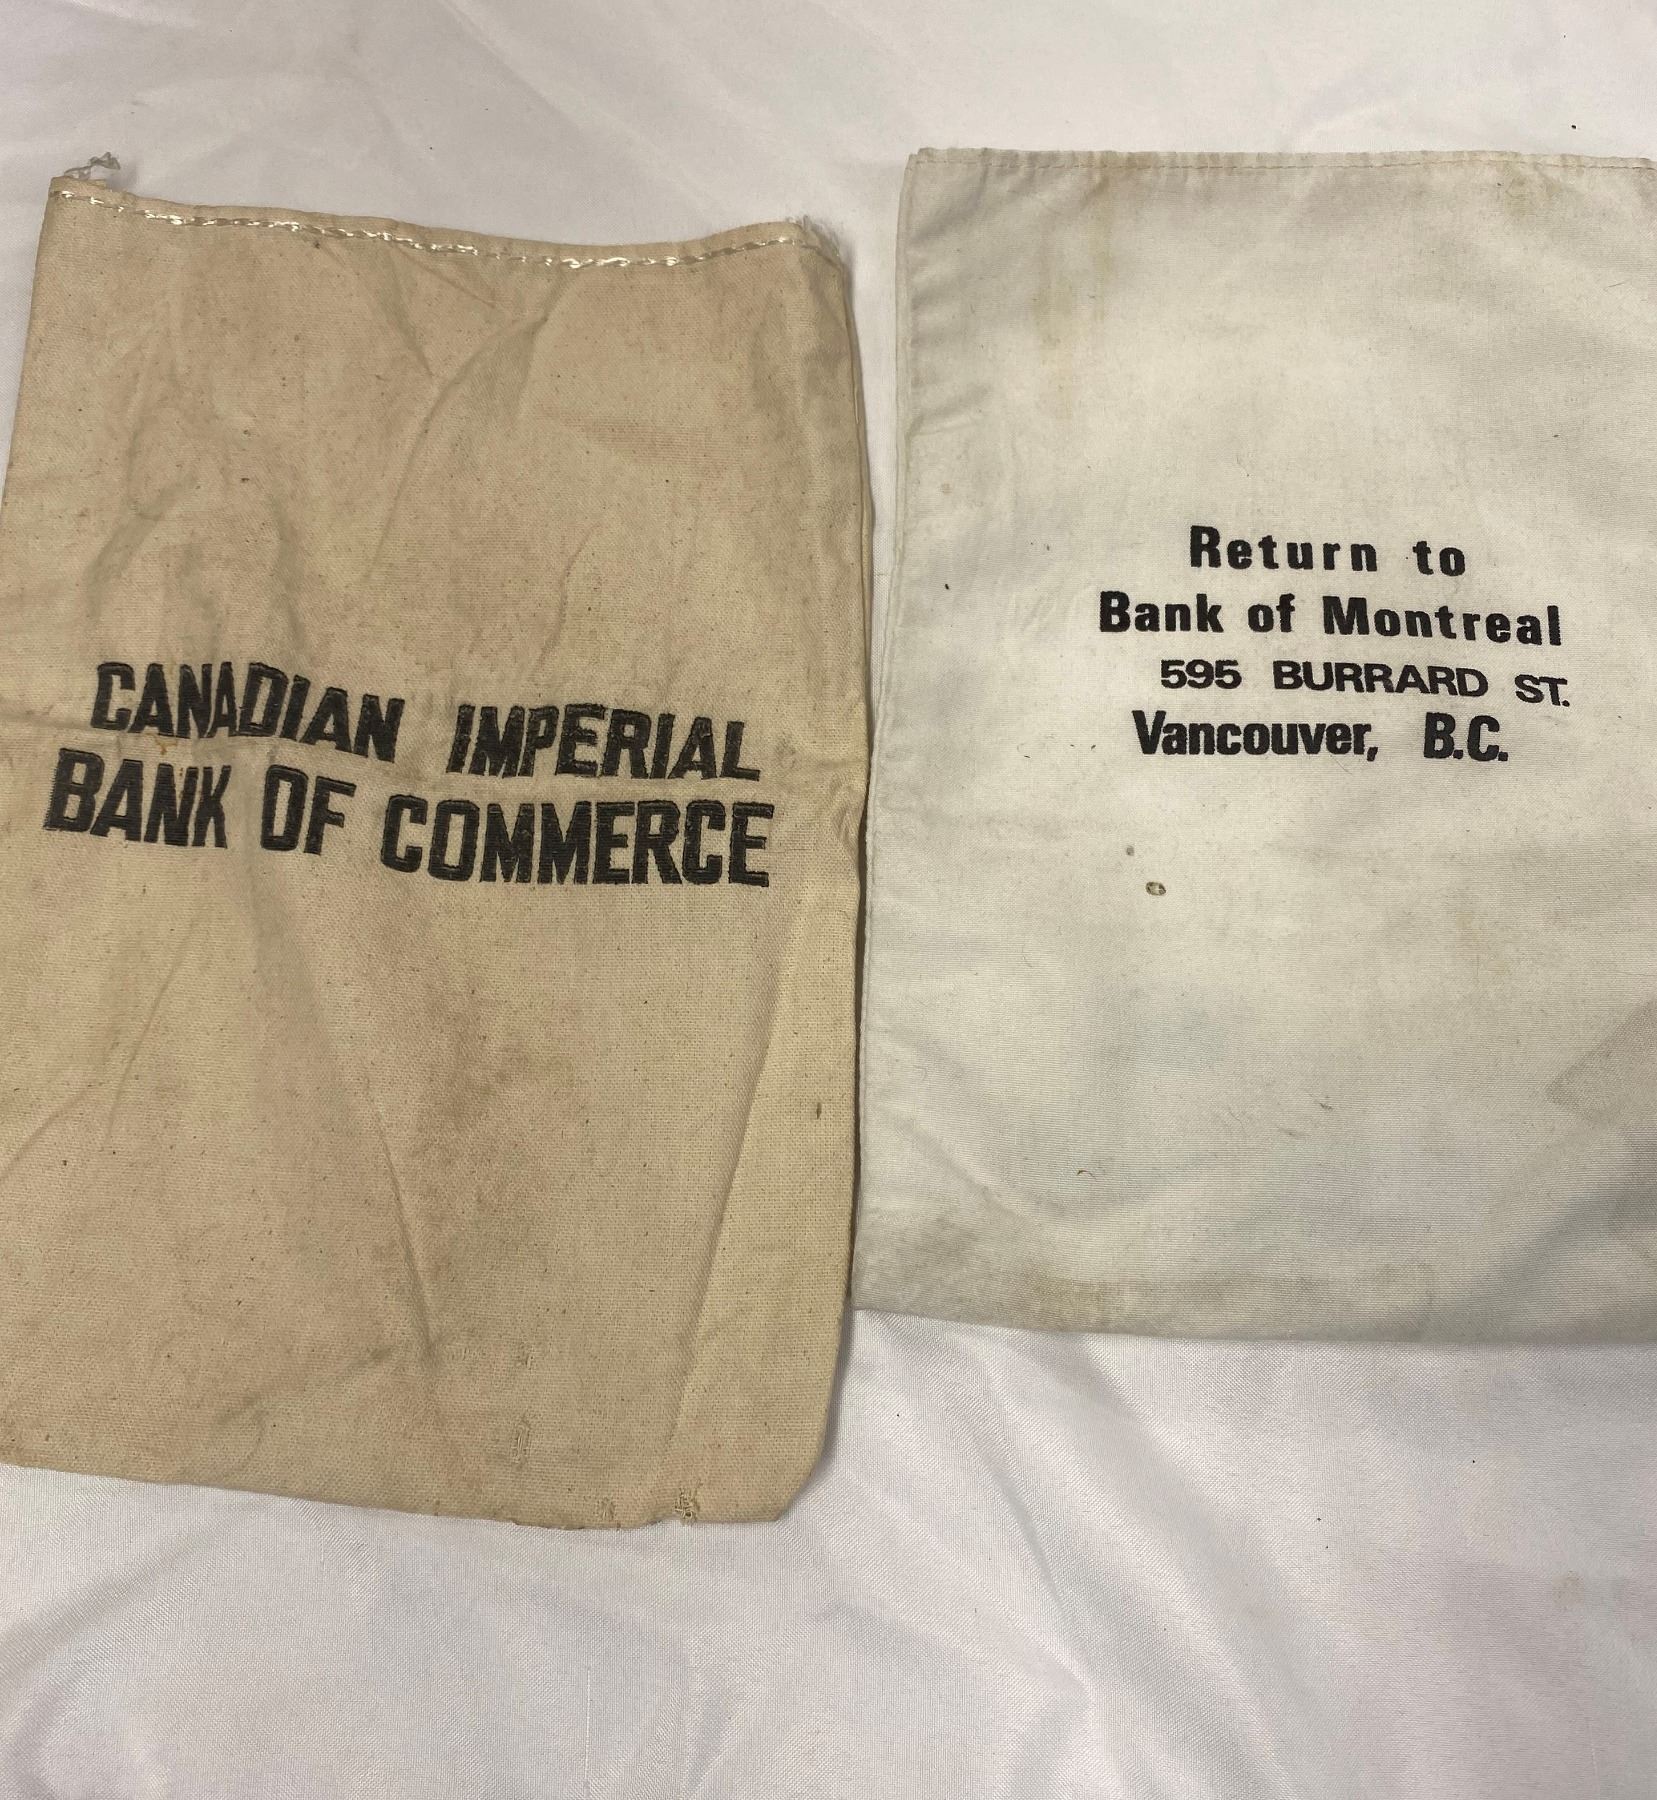 CANADIAN IMPERIAL
BANK OF COMMERCE
Return to
Bank of Montreal
595 BURRARD ST.
Vancouver, B.C.